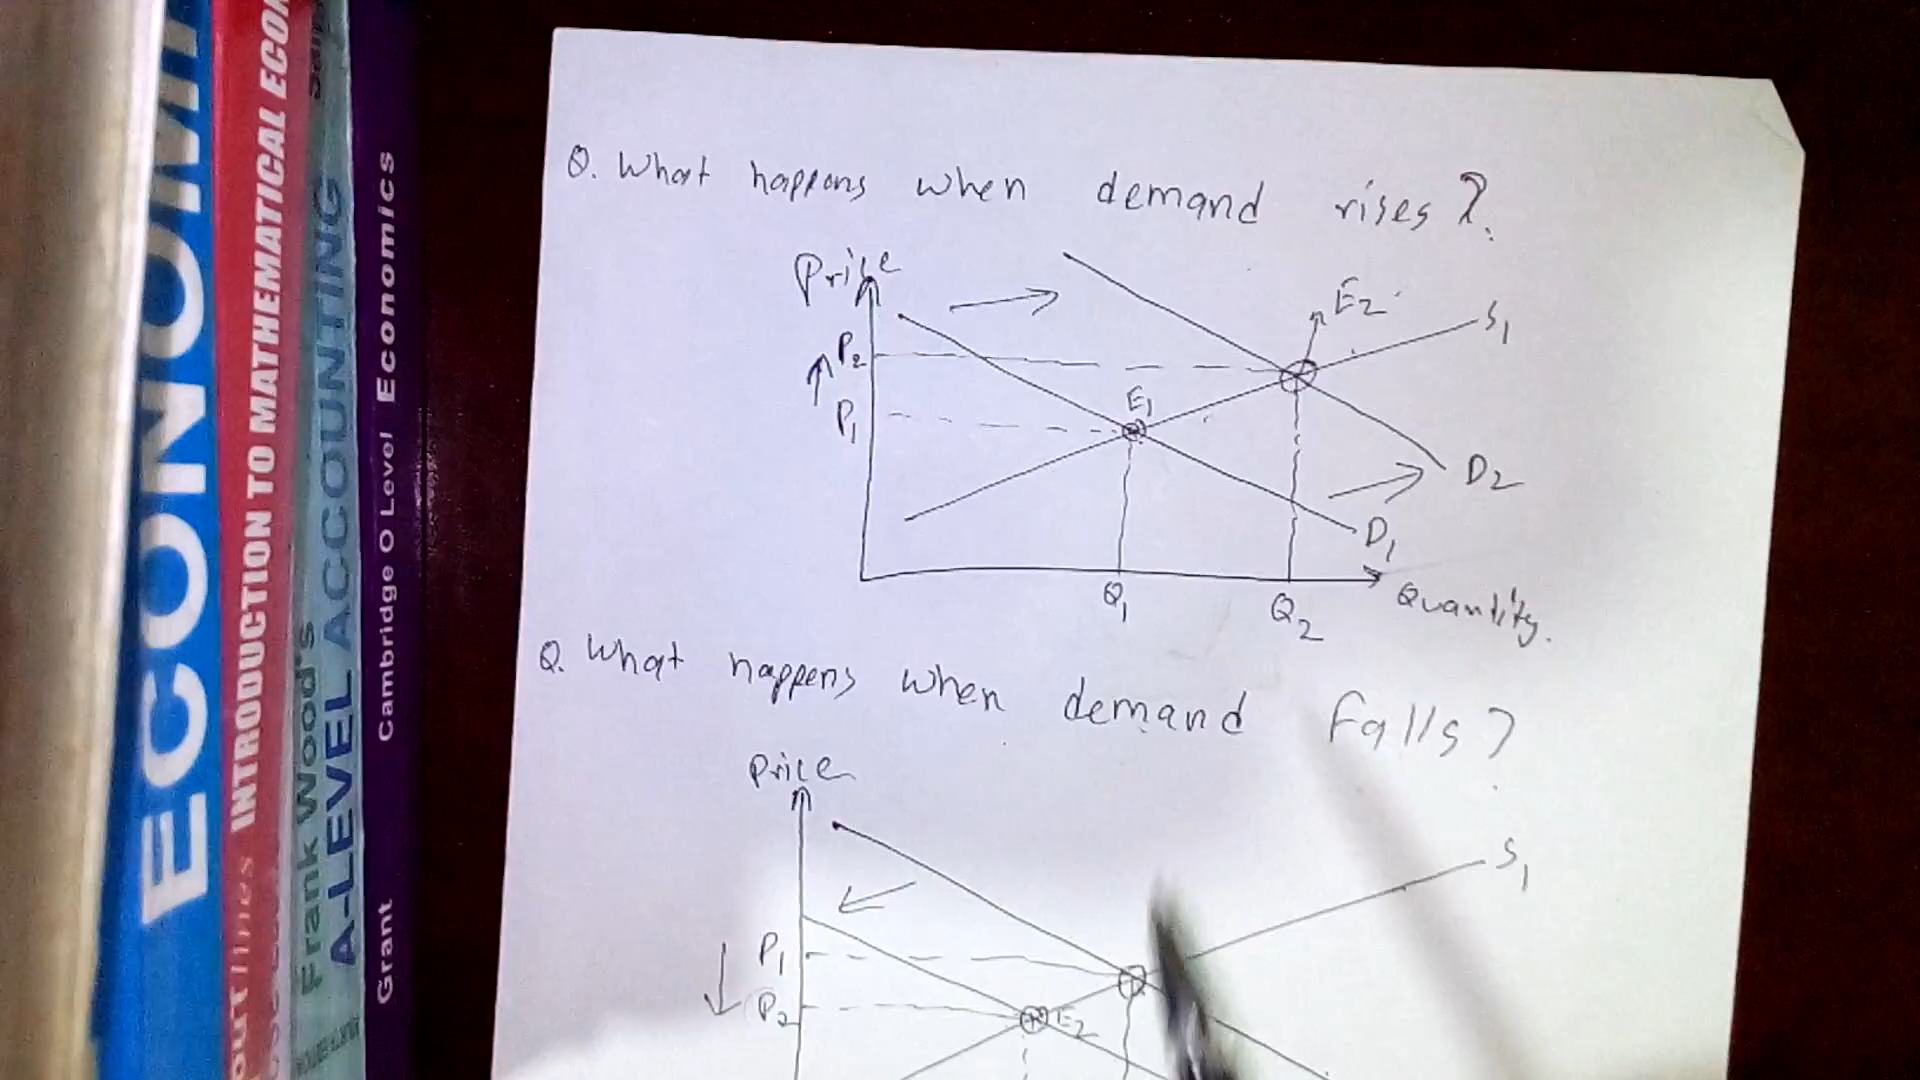 ECONOMI
INTRODUCTION TO MATHEMATICAL ECON
Frank Wood's
A-LEVEL ACCOUNTING
Grant
Cambridge O Level Economics
Q. What happens when demand rises?
Price
E2
S1
P2
E1
P1
D2
D1
Q1
Q2
Quantity.
Q. What happens when demand Falls?
Price
S1
P1
P2
E2